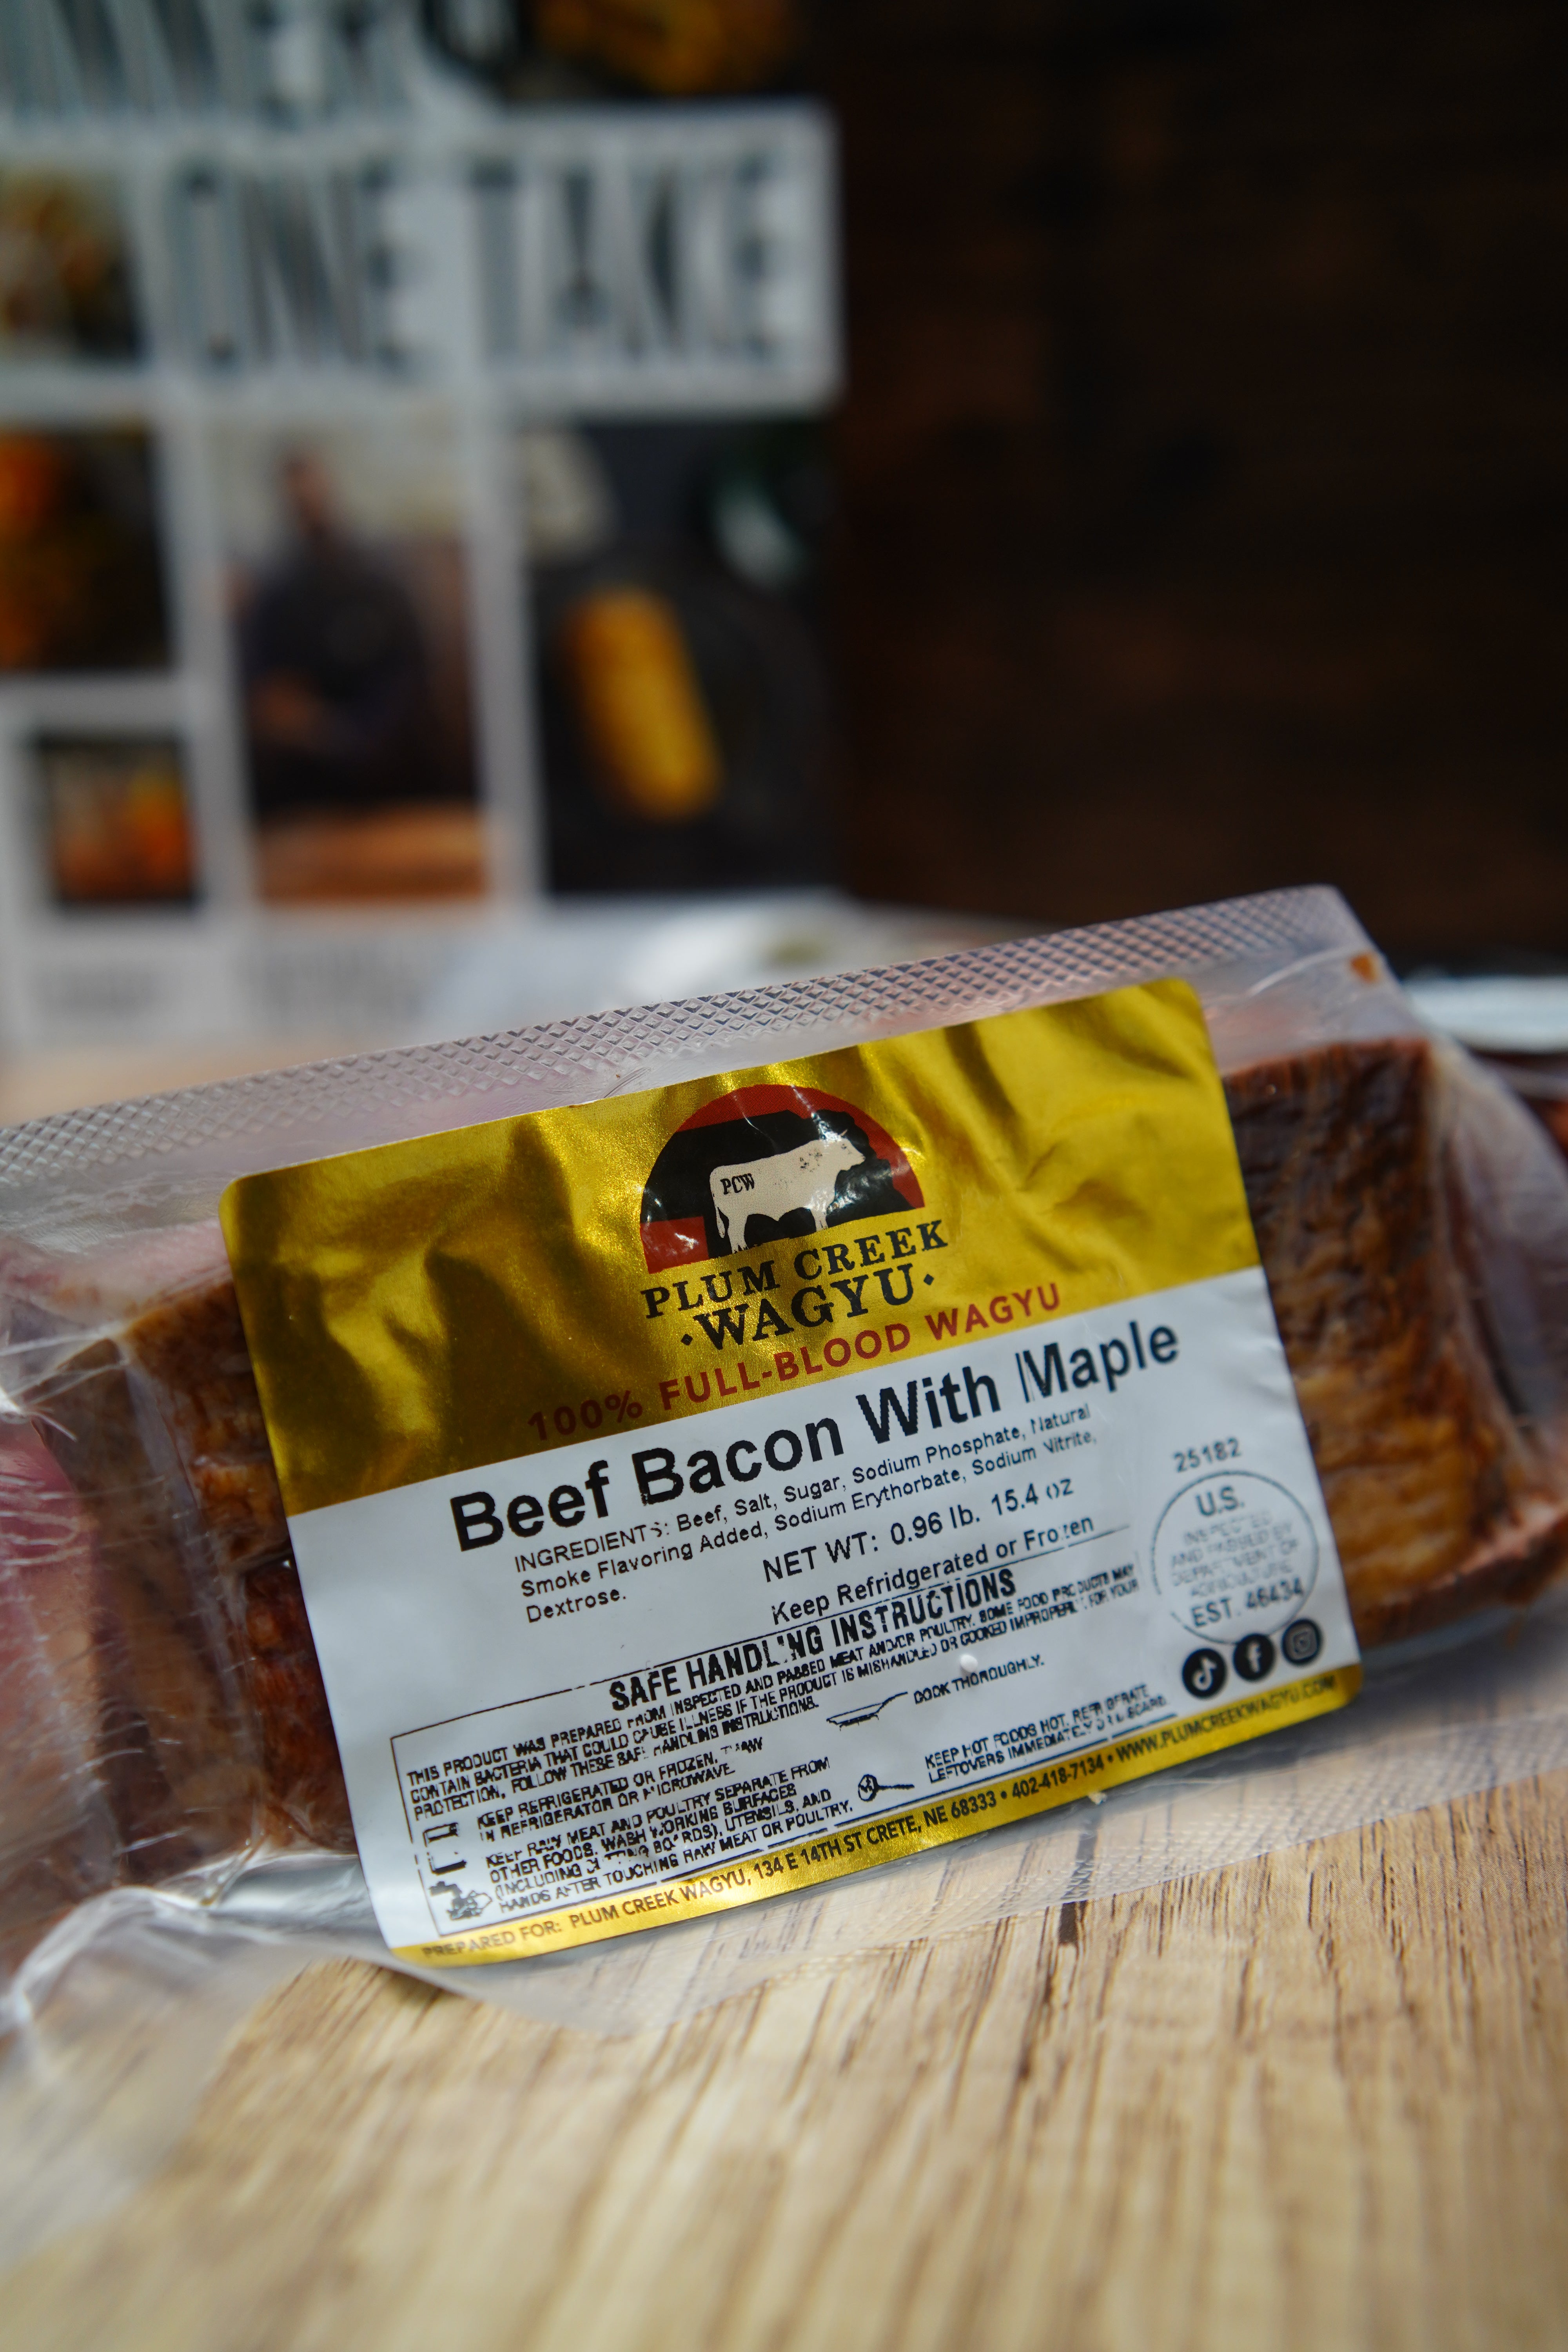 ONE TAKE
PCW
PLUM CREEK
·WAGYU·
100% FULL-BLOOD WAGYU
Beef Bacon With Maple
INGREDIENTS: Beef, Salt, Sugar, Sodium Phosphate, Natural
Smoke Flavoring Added, Sodium Erythorbate, Sodium Nitrite,
Dextrose.
NET WT: 0.96 lb. 15.4 oz
Keep Refridgerated or Frozen
25182
U.S.
INSPECTED
AND PASSED BY
DEPARTMENT OF
AGRICULTURE
EST. 46434
SAFE HANDLING INSTRUCTIONS
THIS PRODUCT WAS PREPARED FROM INSPECTED AND PASSED MEAT AND/OR POULTRY. SOME FOOD PRODUCTS MAY
CONTAIN BACTERIA THAT COULD CAUSE ILLNESS IF THE PRODUCT IS MISHANDLED OR COOKED IMPROPERLY. FOR YOUR
PROTECTION, FOLLOW THESE SAFE HANDLING INSTRUCTIONS.
KEEP REFRIGERATED OR FROZEN. THAW
IN REFRIGERATOR OR MICROWAVE.
KEEP RAW MEAT AND POULTRY SEPARATE FROM
OTHER FOODS. WASH WORKING SURFACES
(INCLUDING CUTTING BOARDS), UTENSILS, AND
HANDS AFTER TOUCHING RAW MEAT OR POULTRY.
COOK THOROUGHLY.
KEEP HOT FOODS HOT. REFRIGERATE
LEFTOVERS IMMEDIATELY OR DISCARD.
PREPARED FOR: PLUM CREEK WAGYU, 134 E 14TH ST CRETE, NE 68333 • 402-418-7134 • WWW.PLUMCREEKWAGYU.COM